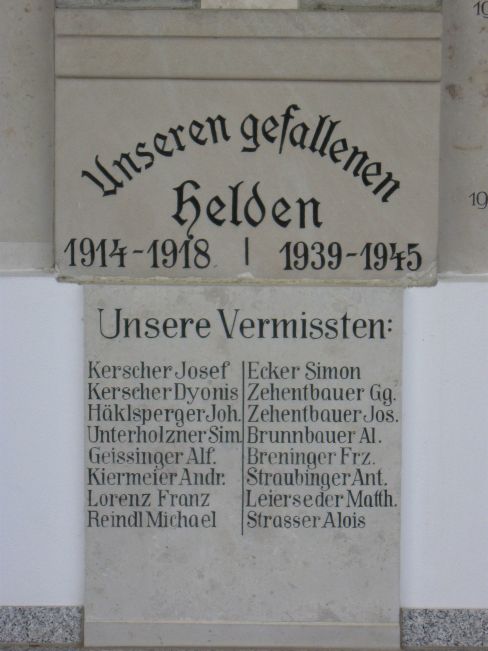 Unseren gefallenen
Helden
1914-1918 | 1939-1945
Unsere Vermissten:
Kerscher Josef
Kerscher Dyonis
Häklsperger Joh.
Unterholzner Sim.
Geissinger Alf.
Kiermeier Andr.
Lorenz Franz
Reindl Michael
Ecker Simon
Zehentbauer Gg.
Zehentbauer Jos.
Brunnbauer Al.
Breninger Frz.
Straubinger Ant.
Leierseder Matth.
Strasser Alois